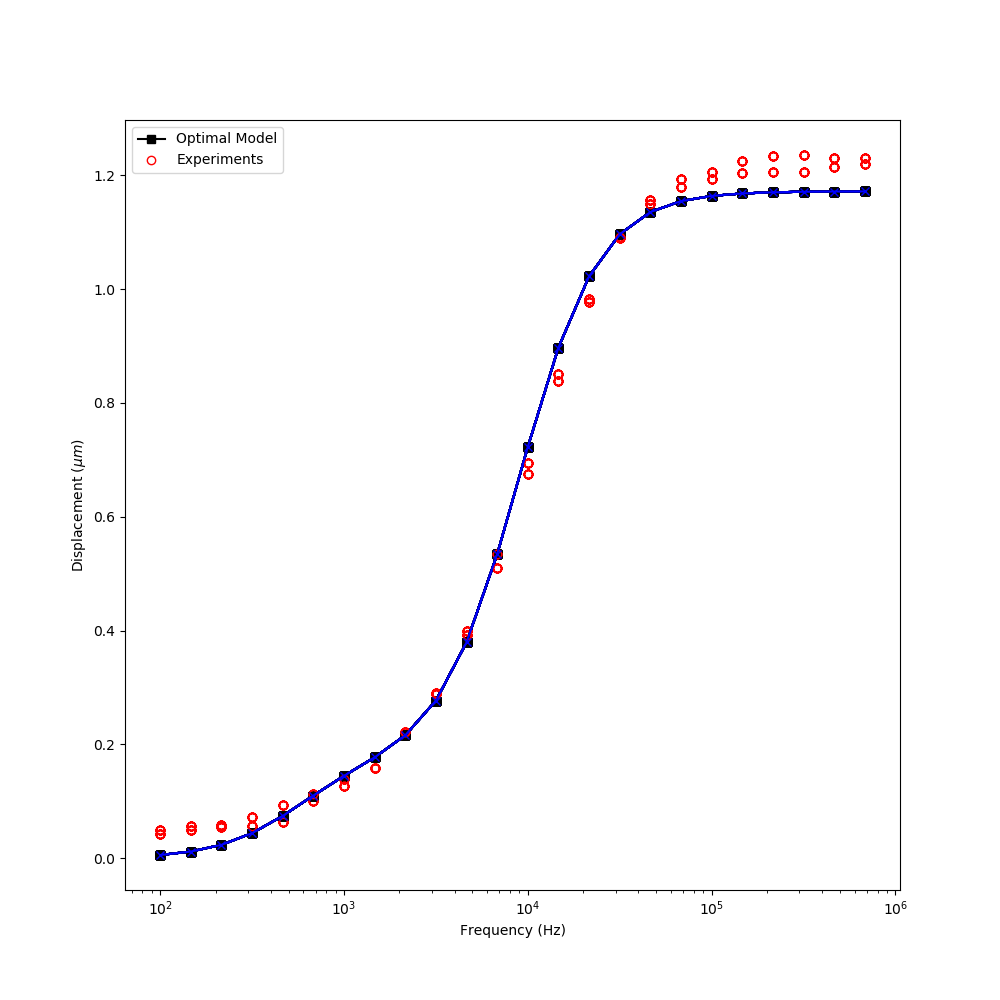 Optimal Model
Experiments
1.2
1.0
0.8
0.6
0.4
0.2
0.0
Displacement (μm)
10² 10³ 10⁴ 10⁵ 10⁶
Frequency (Hz)